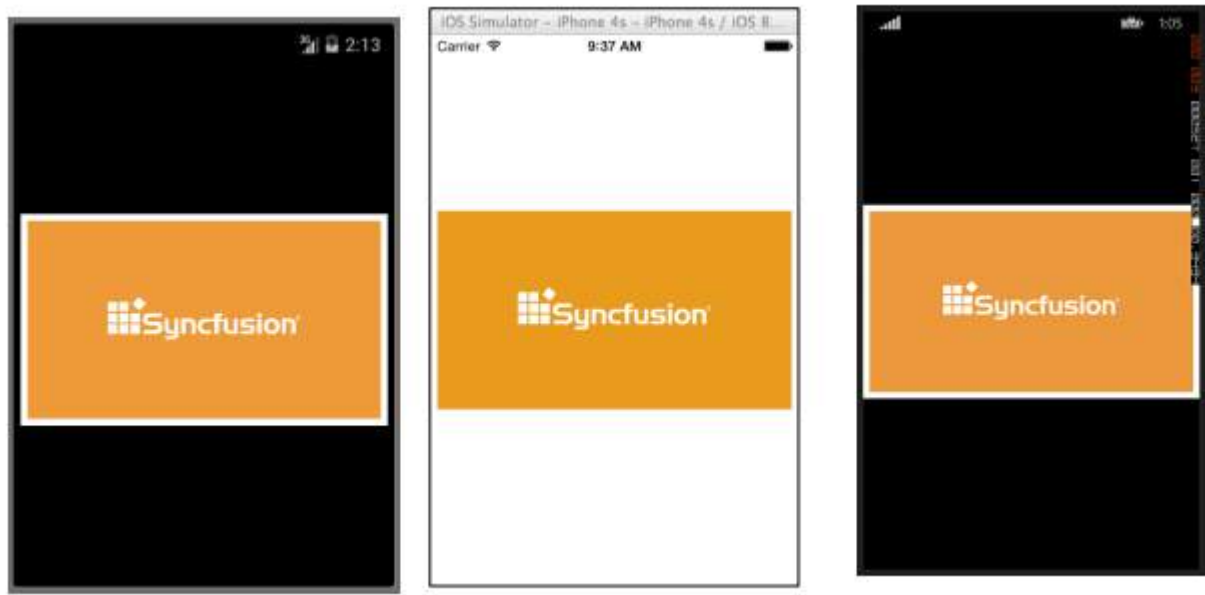 3G 2:13
Syncfusion
iOS Simulator – iPhone 4s – iPhone 4s / iOS 8...
Carrier 9:37 AM
Syncfusion
1:05
Syncfusion